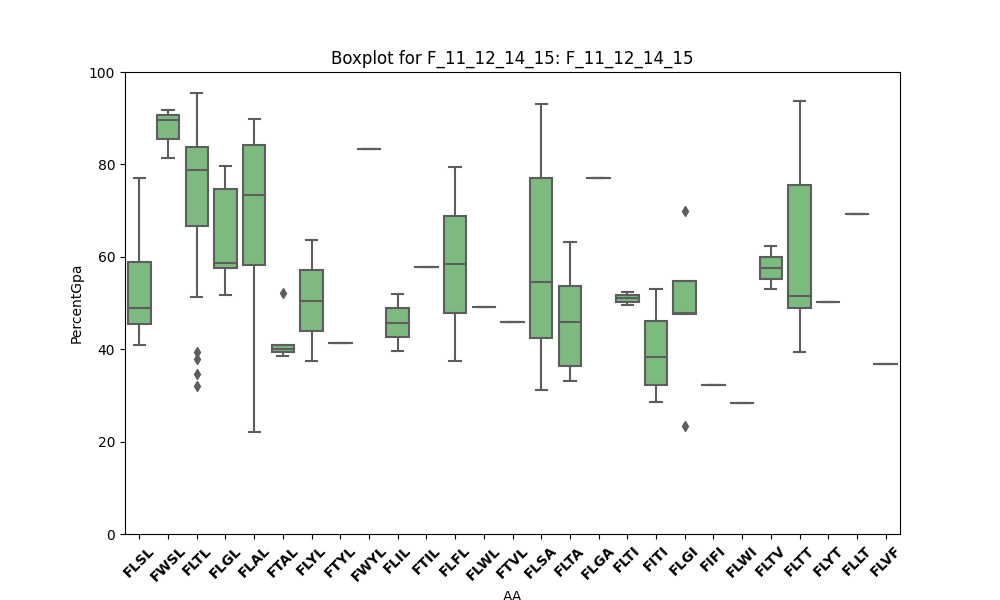 Boxplot for F_11_12_14_15: F_11_12_14_15
PercentGpa
100
80
60
40
20
0
FLSL FWSL FLTL FLGL FLAL FTAL FLYL FTYL FWYL FLIL FTIL FLFL FLWL FTVL FLSA FLTA FLGA FLTI FITI FLGI FIFI FLWI FLTV FLTT FLYT FLLT FLVF
AA